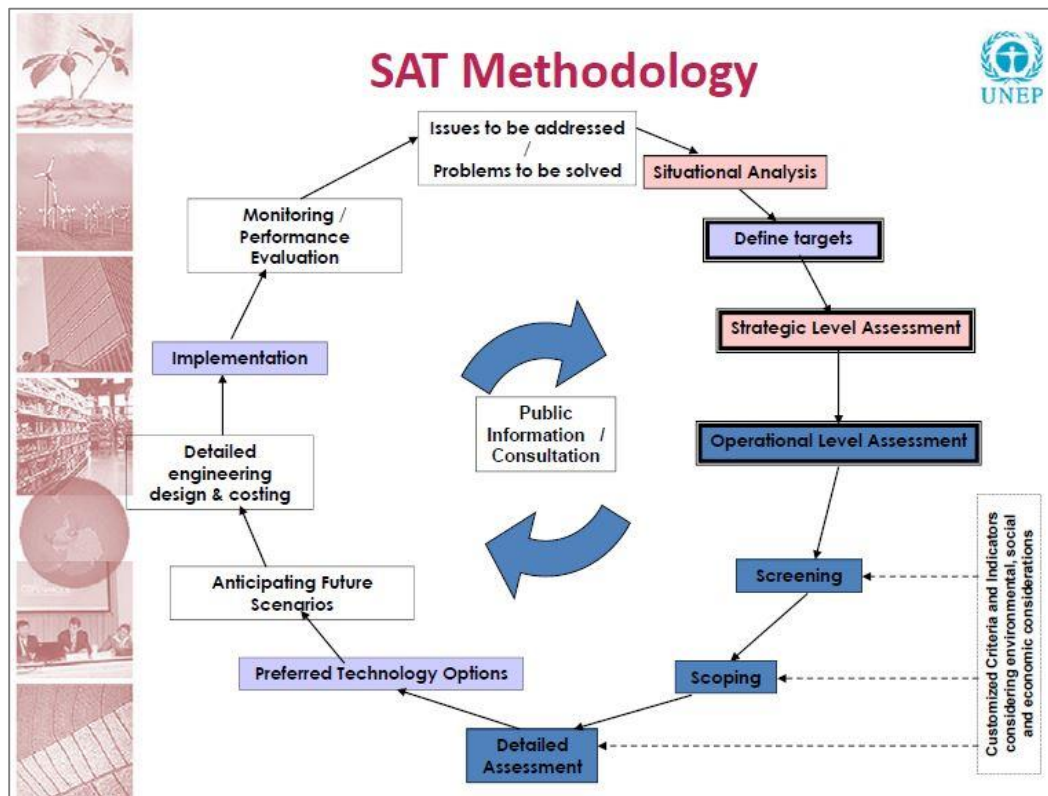 SAT Methodology
UNEP
Issues to be addressed
/
Problems to be solved
Situational Analysis
Define targets
Strategic Level Assessment
Operational Level Assessment
Screening
Scoping
Detailed
Assessment
Preferred Technology Options
Anticipating Future
Scenarios
Detailed
engineering
design & costing
Implementation
Monitoring /
Performance
Evaluation
Public
Information /
Consultation
Customized Criteria and Indicators
considering environmental, social
and economic considerations